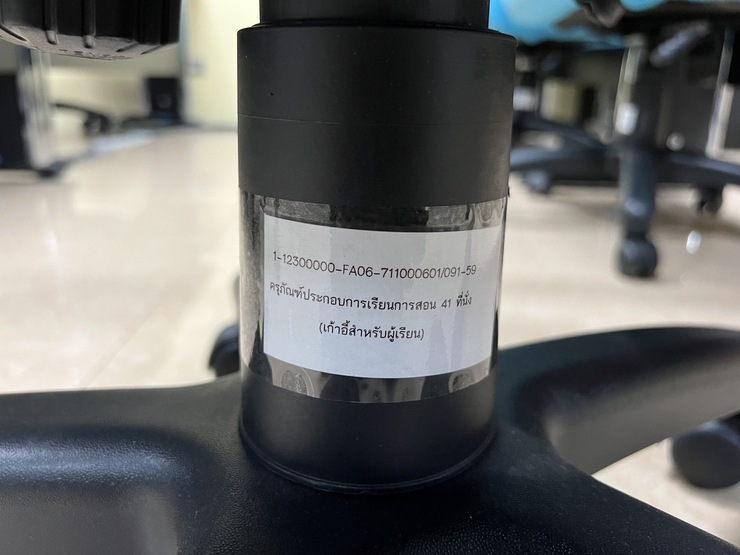 1-12300000-FA06-711000601/091-59
ครุภัณฑ์ประกอบการเรียนการสอน 41 ที่นั่ง
(เก้าอี้สำหรับผู้เรียน)